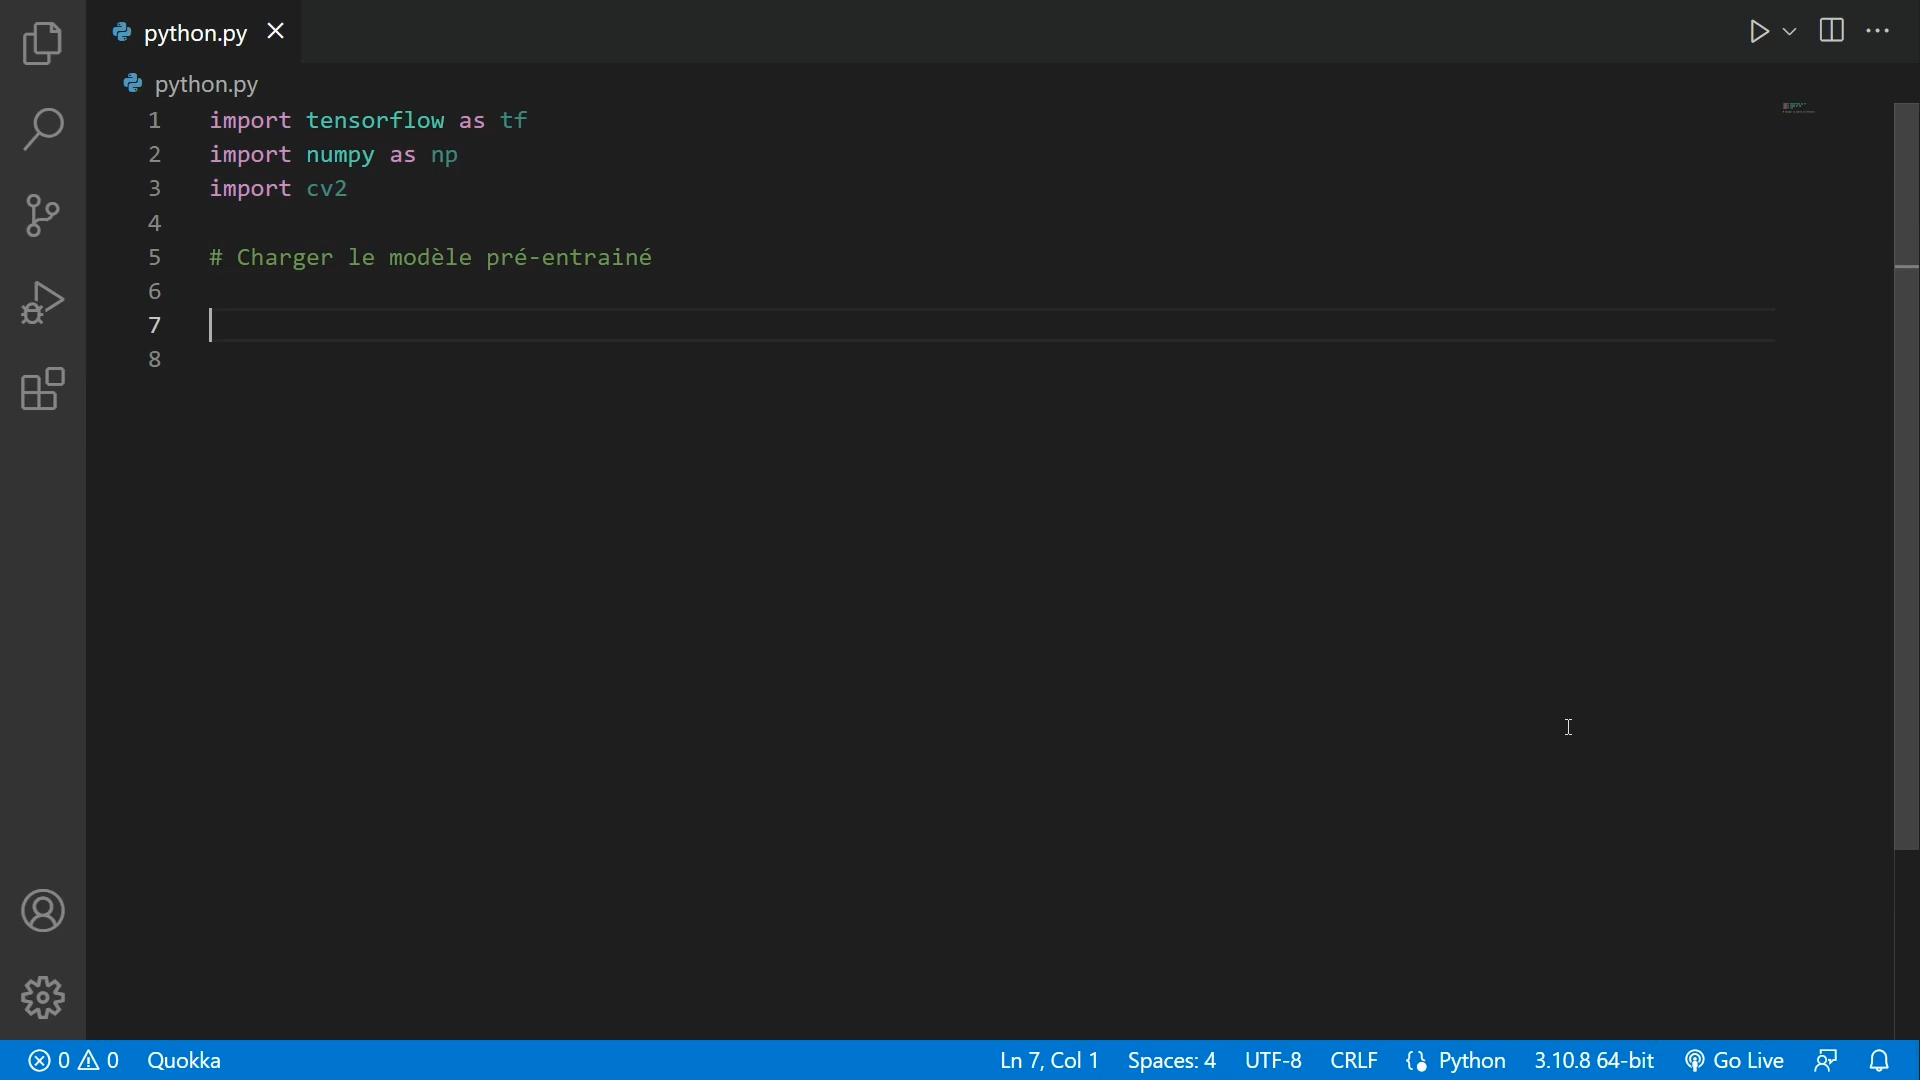 python.py
python.py
1 import tensorflow as tf
2 import numpy as np
3 import cv2
4
5 # Charger le modèle pré-entrainé
6
7
8
0 0 Quokka Ln 7, Col 1 Spaces: 4 UTF-8 CRLF Python 3.10.8 64-bit Go Live